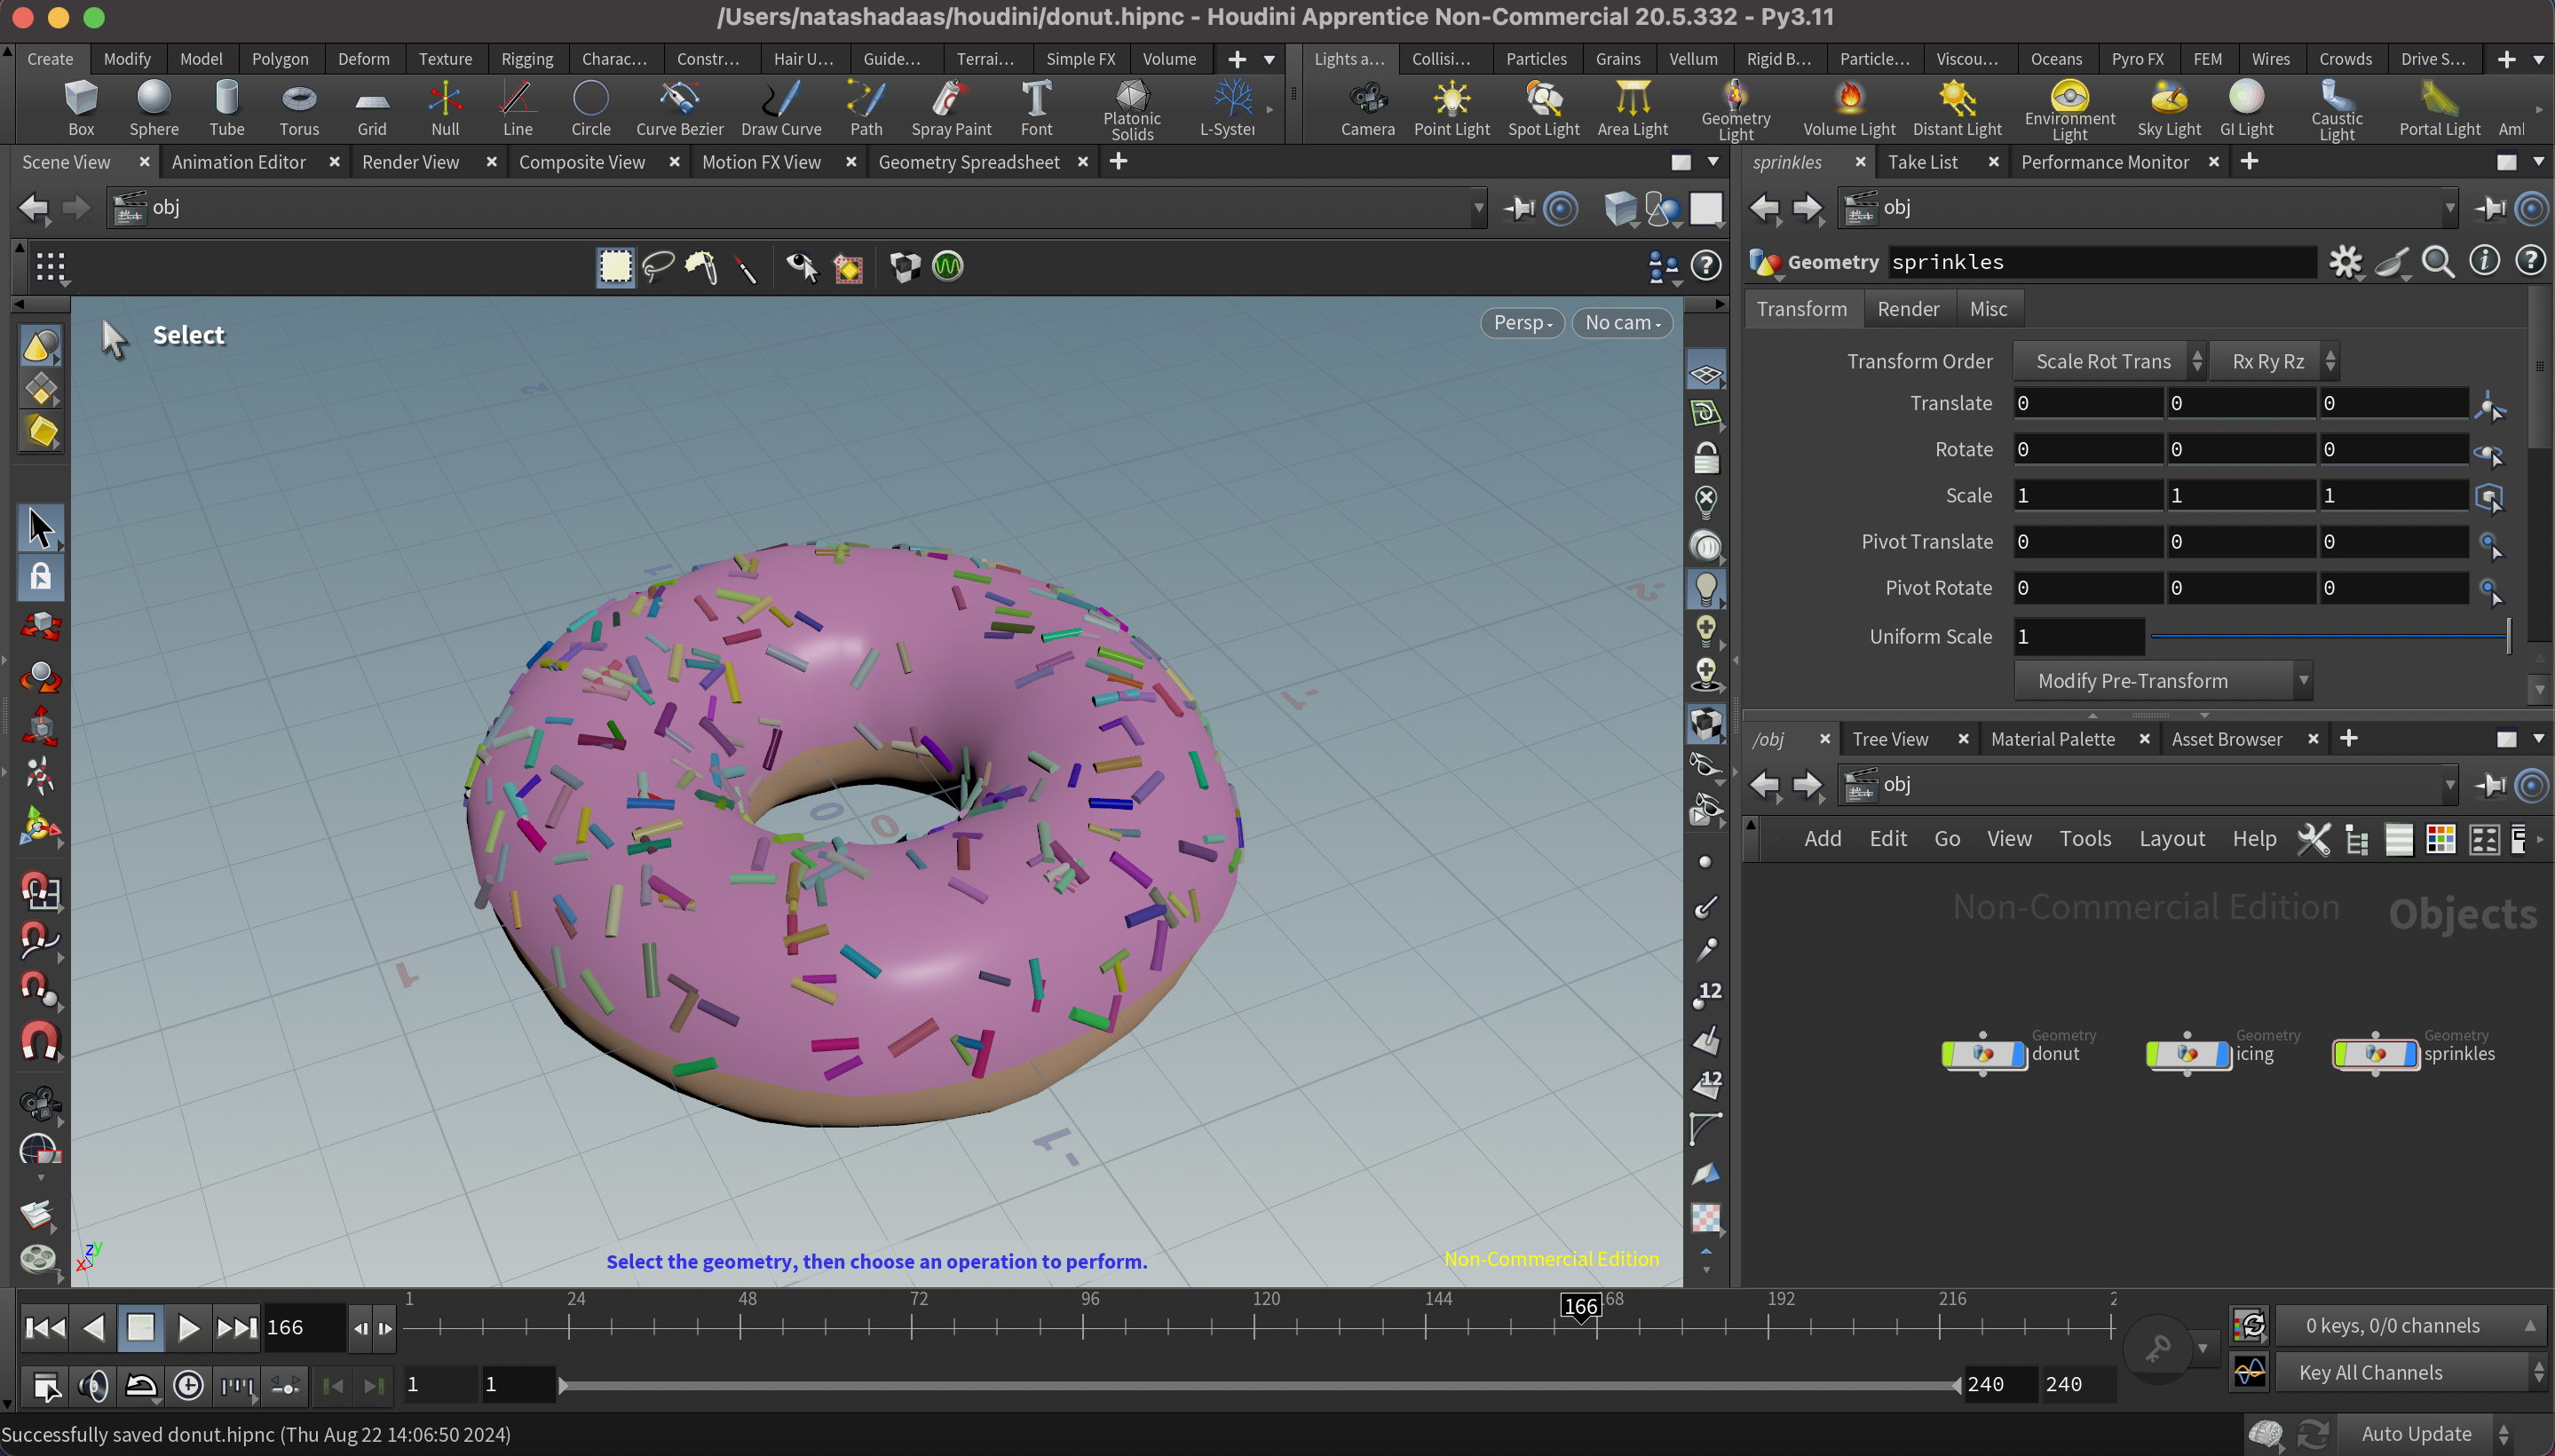 /Users/natashadaas/houdini/donut.hipnc - Houdini Apprentice Non-Commercial 20.5.332 - Py3.11
Create Modify Model Polygon Deform Texture Rigging Charac... Constr... Hair U... Guide... Terrai... Simple FX Volume
Lights a... Collisi... Particles Grains Vellum Rigid B... Particle... Viscou... Oceans Pyro FX FEM Wires Crowds Drive S...
Box Sphere Tube Torus Grid Null Line Circle Curve Bezier Draw Curve Path Spray Paint Font Platonic Solids L-Syster
Camera Point Light Spot Light Area Light Geometry Light Volume Light Distant Light Environment Light Sky Light GI Light Caustic Light Portal Light
Scene View Animation Editor Render View Composite View Motion FX View Geometry Spreadsheet
sprinkles Take List Performance Monitor
obj
obj
Geometry sprinkles
Transform Render Misc
Select
Persp No cam
Transform Order Scale Rot Trans Rx Ry Rz
Translate 0 0 0
Rotate 0 0 0
Scale 1 1 1
Pivot Translate 0 0 0
Pivot Rotate 0 0 0
Uniform Scale 1
Modify Pre-Transform
/obj Tree View Material Palette Asset Browser
obj
Add Edit Go View Tools Layout Help
Non-Commercial Edition
Objects
Geometry
donut
Geometry
icing
Geometry
sprinkles
2
-2
1
-1
0
0
1
-1
12
12
z y
x
Select the geometry, then choose an operation to perform.
Non-Commercial Edition
166
1 24 48 72 96 120 144 166 68 192 216 2
0 keys, 0/0 channels
1 1 240 240
Key All Channels
Successfully saved donut.hipnc (Thu Aug 22 14:06:50 2024)
Auto Update